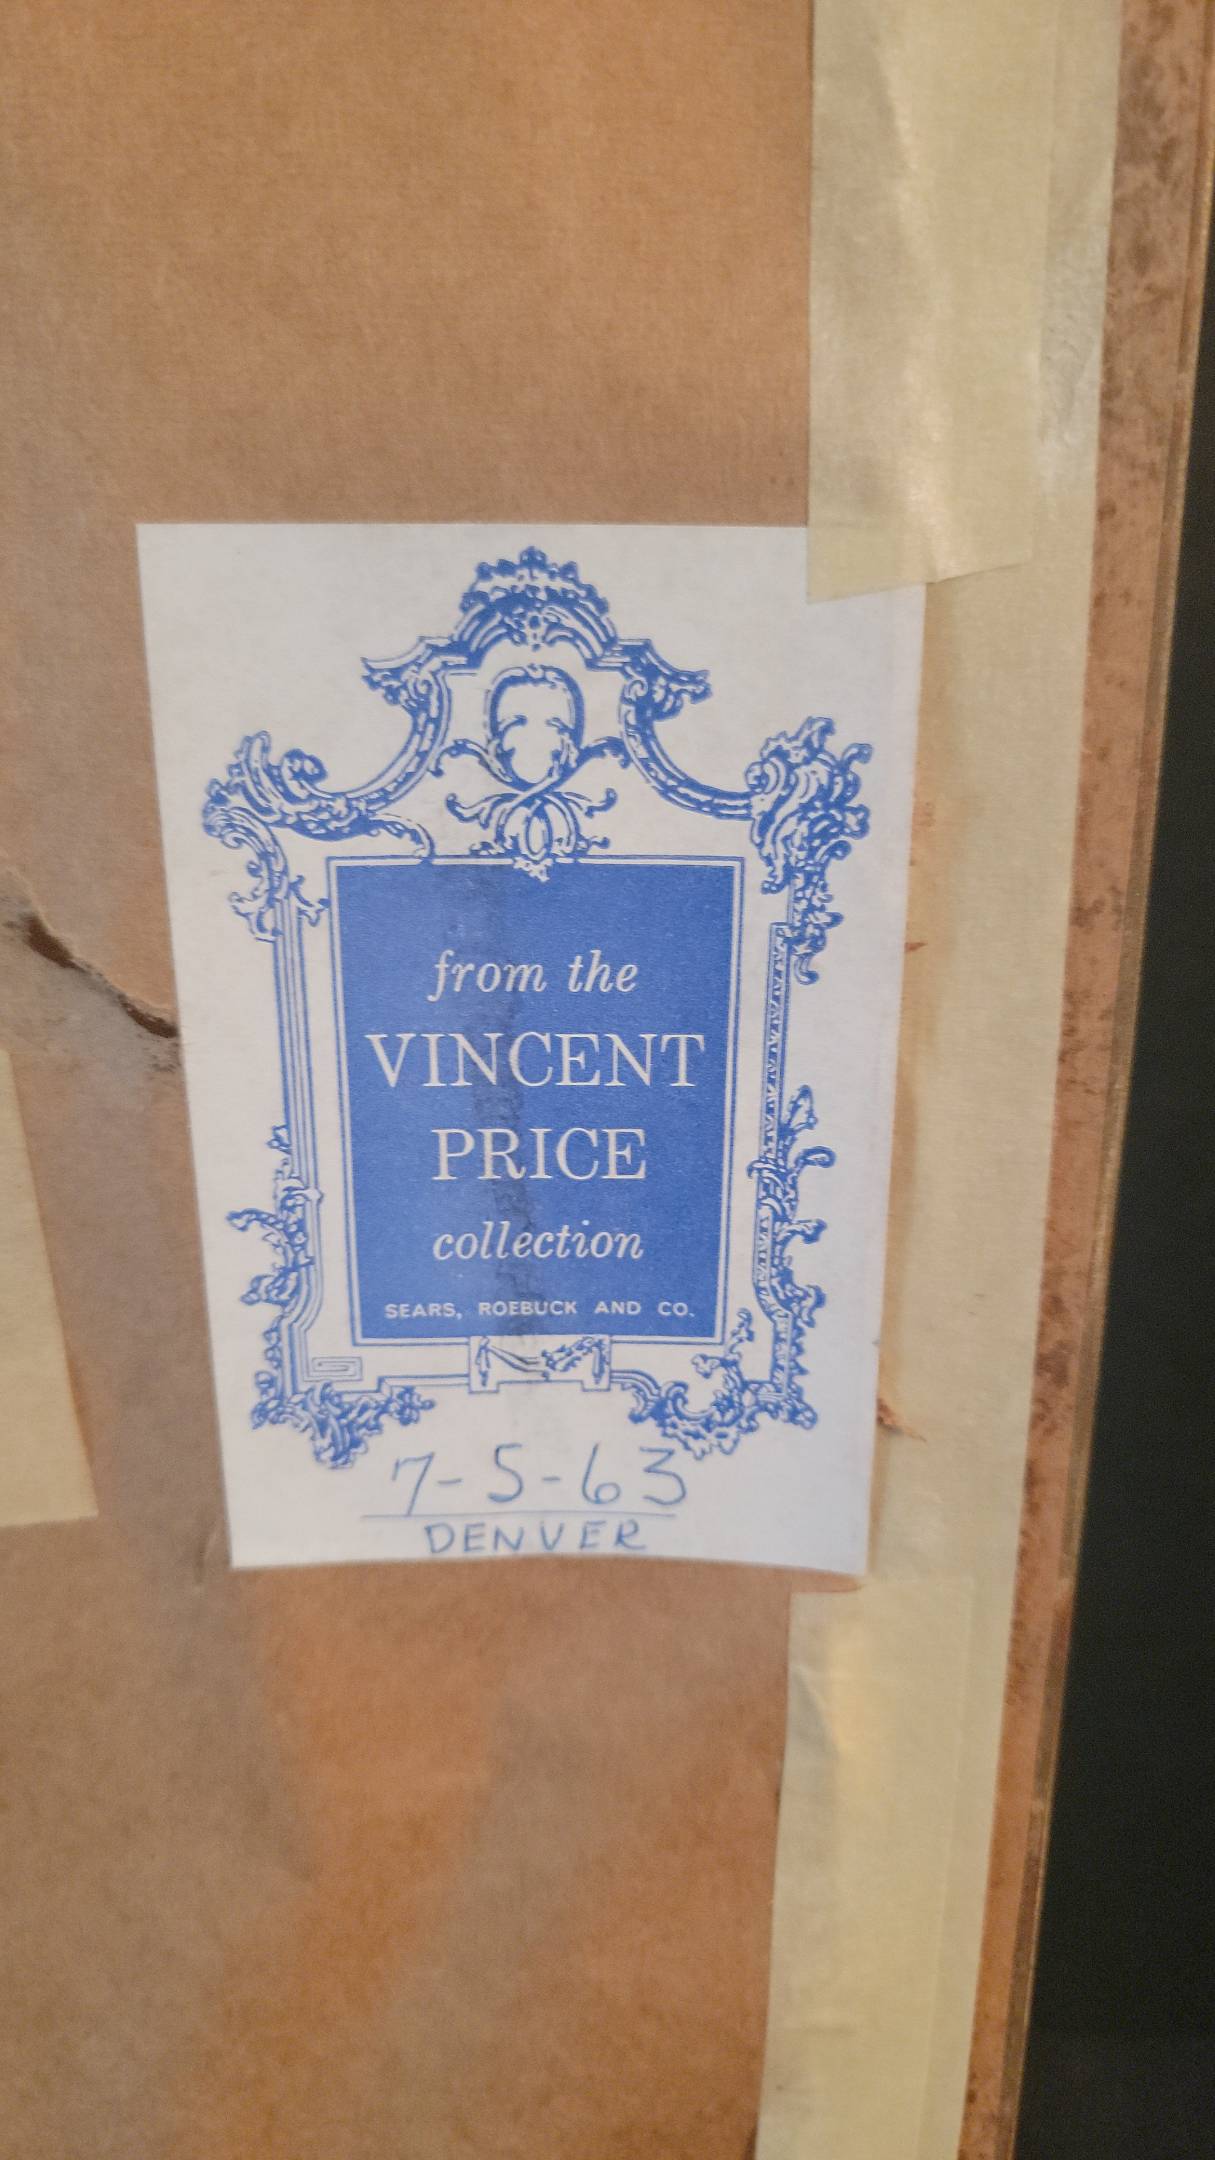 from the
VINCENT
PRICE
collection
SEARS, ROEBUCK AND CO.
7-5-63
DENVER